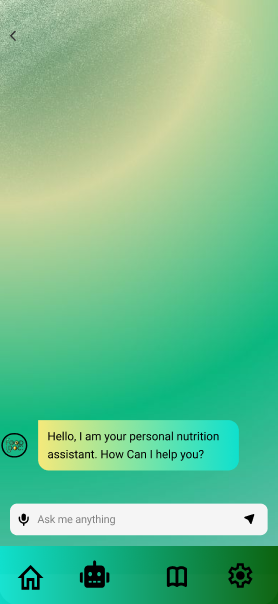 Hello, I am your personal nutrition
assistant. How Can I help you?
Ask me anything